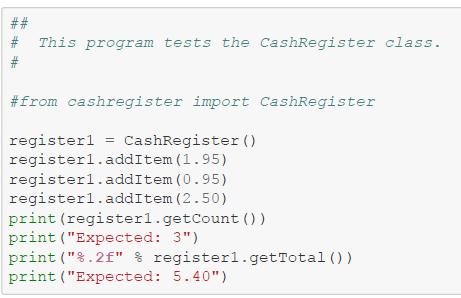 ##
#  This program tests the CashRegister class.
#
#from cashregister import CashRegister
register1 = CashRegister()
register1.addItem(1.95)
register1.addItem(0.95)
register1.addItem(2.50)
print(register1.getCount())
print("Expected: 3")
print("%.2f" % register1.getTotal())
print("Expected: 5.40")